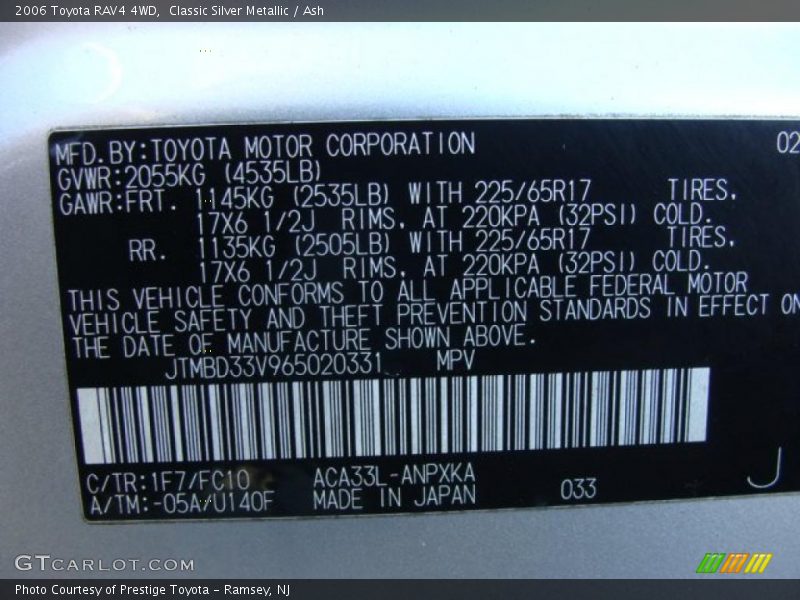 2006 Toyota RAV4 4WD,  Classic Silver Metallic / Ash
MFD.BY:TOYOTA MOTOR CORPORATION 02
GVWR:2055KG (4535LB)
GAWR:FRT. 1145KG (2535LB) WITH 225/65R17 TIRES,
17X6 1/2J RIMS, AT 220KPA (32PSI) COLD.
RR. 1135KG (2505LB) WITH 225/65R17 TIRES,
17X6 1/2J RIMS, AT 220KPA (32PSI) COLD.
THIS VEHICLE CONFORMS TO ALL APPLICABLE FEDERAL MOTOR
VEHICLE SAFETY AND THEFT PREVENTION STANDARDS IN EFFECT ON
THE DATE OF MANUFACTURE SHOWN ABOVE.
JTMBD33V965020331 MPV
C/TR:1F7/FC10 ACA33L-ANPXKA
A/TM:-05A/U140F MADE IN JAPAN 033 J
GTCARLOT.COM
Photo Courtesy of Prestige Toyota - Ramsey, NJ